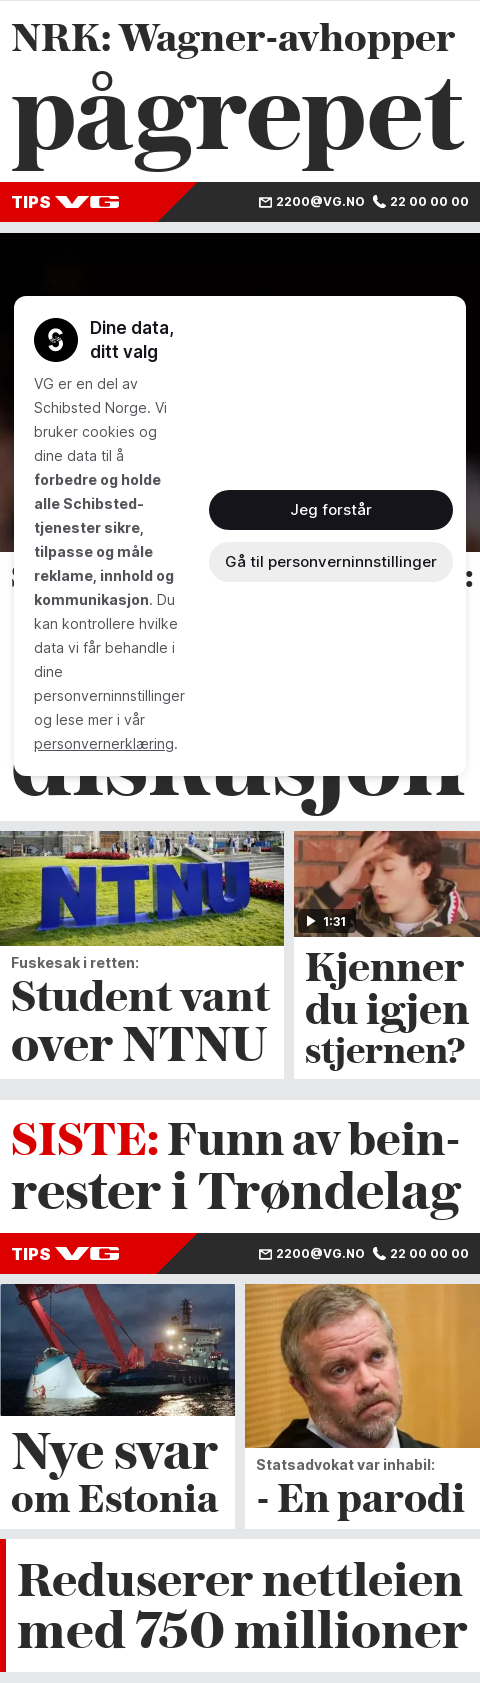 NRK: Wagner-avhopper
pågrepet
TIPS VG
2200@VG.NO 22 00 00 00
Dine data,
ditt valg
VG er en del av
Schibsted Norge. Vi
bruker cookies og
dine data til å
forbedre og holde
alle Schibsted-
tjenester sikre,
tilpasse og måle
reklame, innhold og
kommunikasjon. Du
kan kontrollere hvilke
data vi får behandle i
dine
personverninnstillinger
og lese mer i vår
personvernerklæring.
Jeg forstår
Gå til personverninnstillinger
diskusjon
NTNU
Fuskesak i retten:
Student vant
over NTNU
1:31
Kjenner
du igjen
stjernen?
SISTE: Funn av bein-
rester i Trøndelag
TIPS VG
2200@VG.NO 22 00 00 00
Nye svar
om Estonia
Statsadvokat var inhabil:
- En parodi
Reduserer nettleien
med 750 millioner